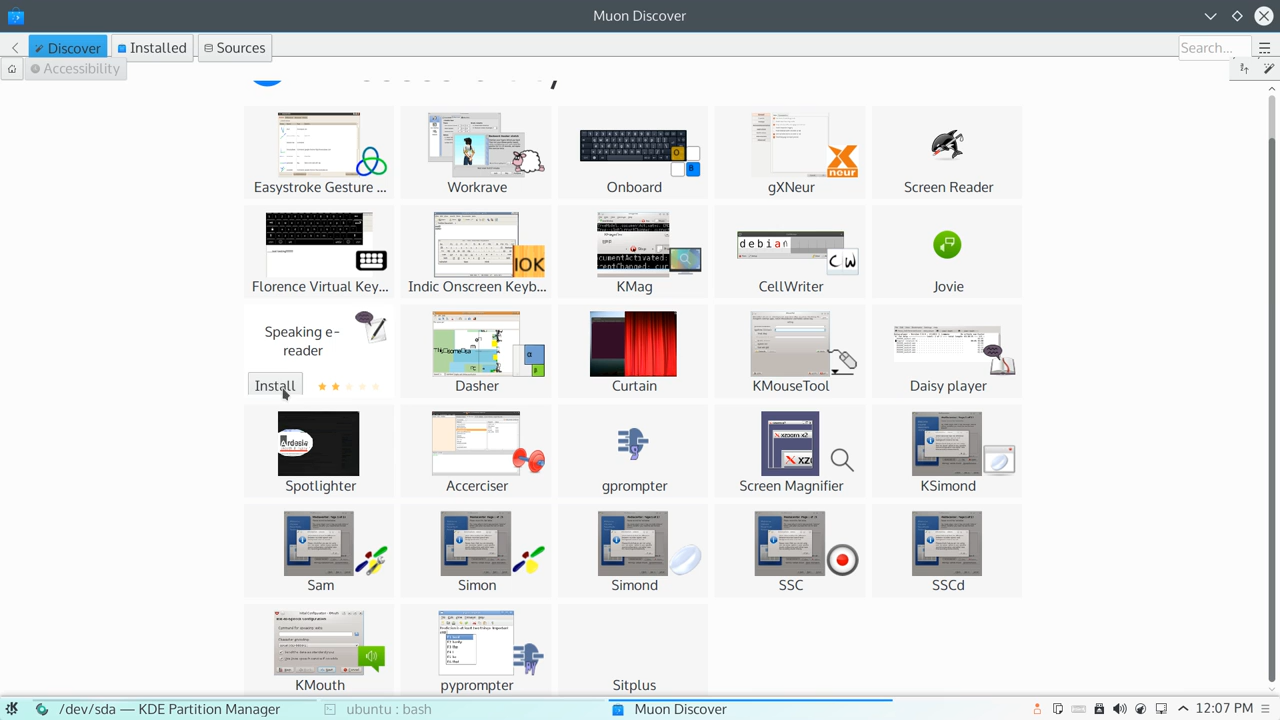 Muon Discover
Discover
Installed
Sources
Search...
Accessibility
Easystroke Gesture ...
Workrave
Onboard
gXNeur
Screen Reader
Florence Virtual Key...
Indic Onscreen Keyb...
KMag
CellWriter
Jovie
Speaking e-
reader
Install
Dasher
Curtain
KMouseTool
Daisy player
Spotlighter
Accerciser
gprompter
Screen Magnifier
KSimond
Sam
Simon
Simond
SSC
SSCd
KMouth
pyprompter
Sitplus
/dev/sda — KDE Partition Manager
ubuntu : bash
Muon Discover
12:07 PM